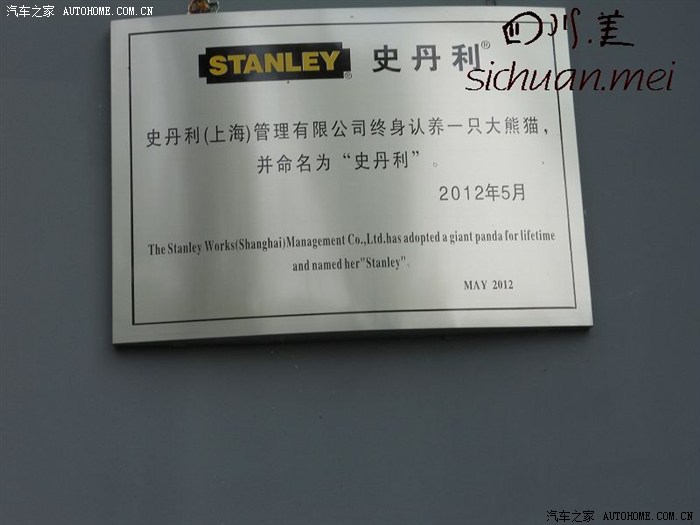 汽车之家 AUTOHOME.COM.CN
四川.美
sichuan.mei
STANLEY® 史丹利®
史丹利(上海)管理有限公司终身认养一只大熊猫，
并命名为“史丹利”。
2012年5月
The Stanley Works(Shanghai)Management Co.,Ltd.has adopted a giant panda for lifetime
and named her"Stanley"。
MAY 2012
汽车之家 AUTOHOME.COM.CN